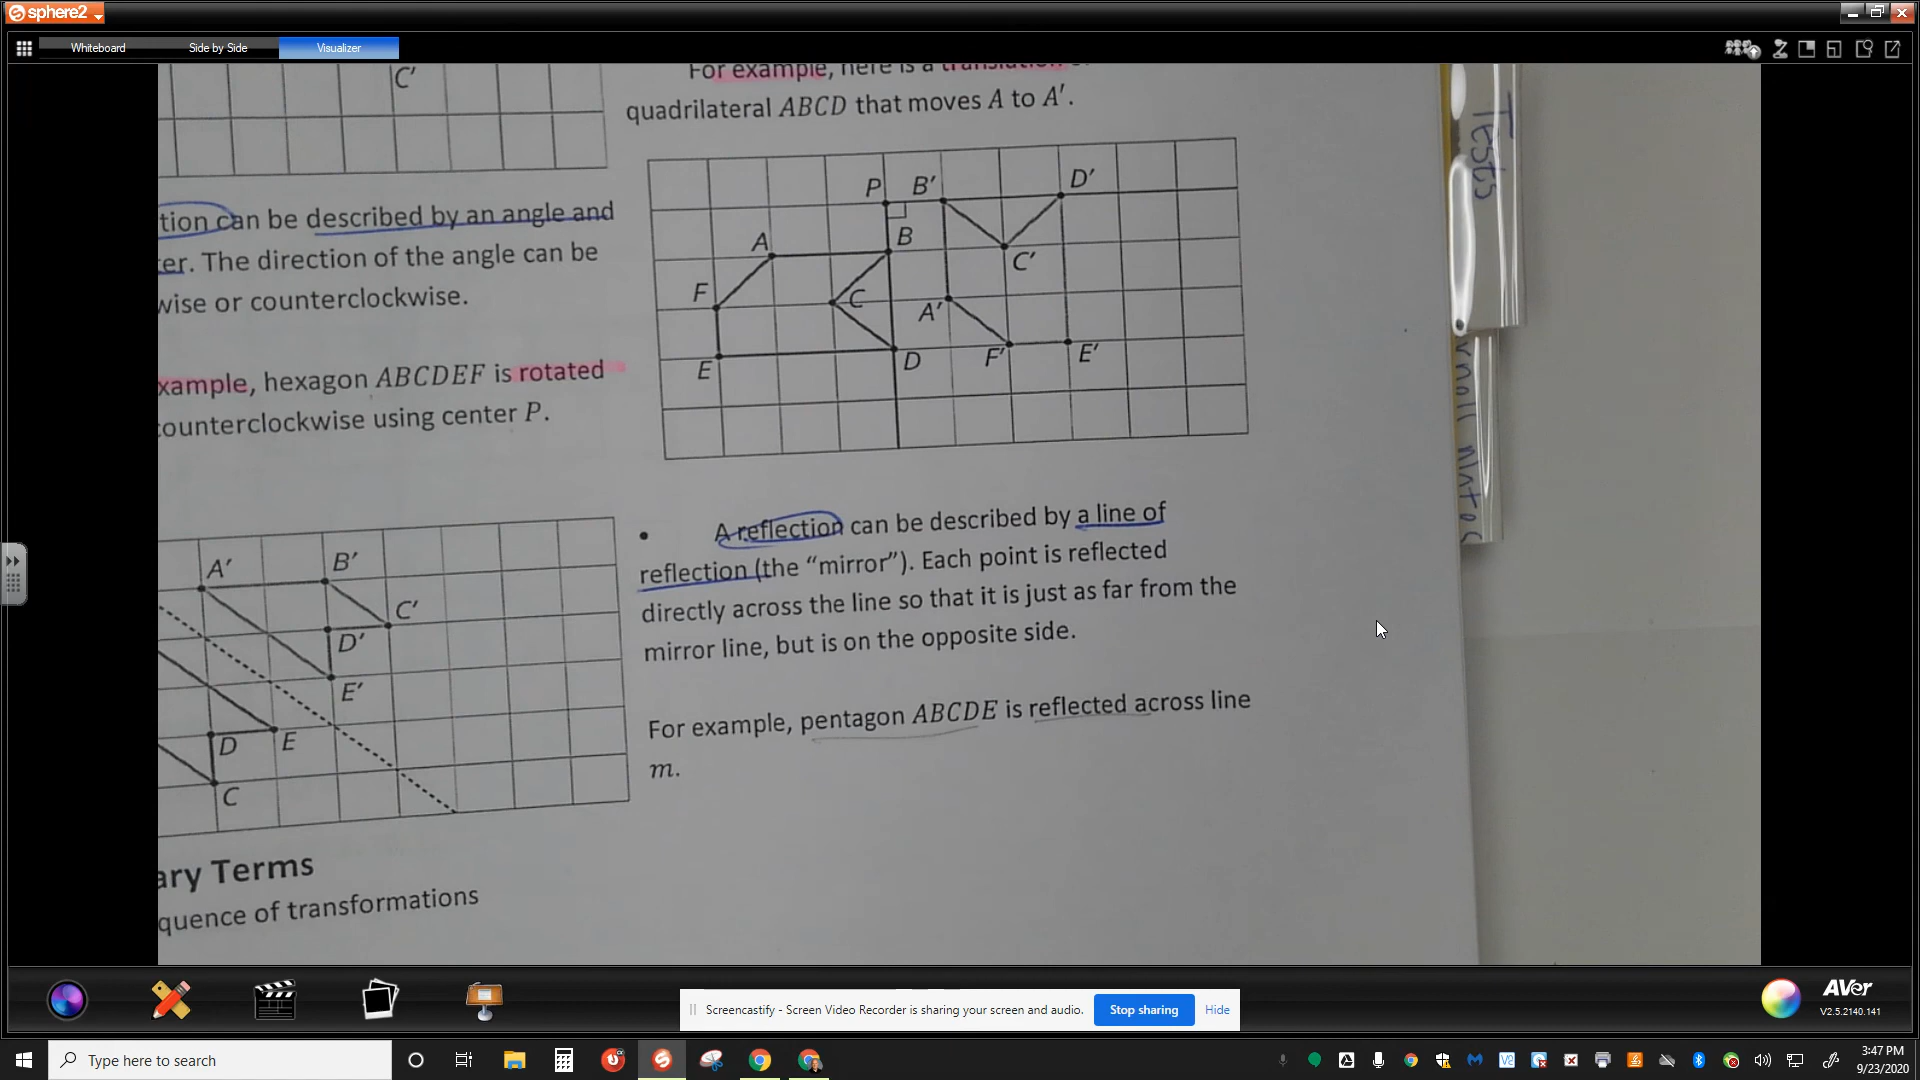 sphere2
Whiteboard
Side by Side
Visualizer
C'
tion can be described by an angle and
er. The direction of the angle can be
wise or counterclockwise.
xample, hexagon ABCDEF is rotated
counterclockwise using center P.
A'
B'
C'
D'
E'
D
E
C
ary Terms
quence of transformations
For example, here is a translation
quadrilateral ABCD that moves A to A'.
P
B'
D'
A
B
C'
F
C
A'
E
D
F'
E'
• A reflection can be described by a line of
reflection (the “mirror”). Each point is reflected
directly across the line so that it is just as far from the
mirror line, but is on the opposite side.
For example, pentagon ABCDE is reflected across line
m.
Tests
Screencastify - Screen Video Recorder is sharing your screen and audio.
Stop sharing
Hide
AVer
V2.5.2140.141
Type here to search
3:47 PM
9/23/2020